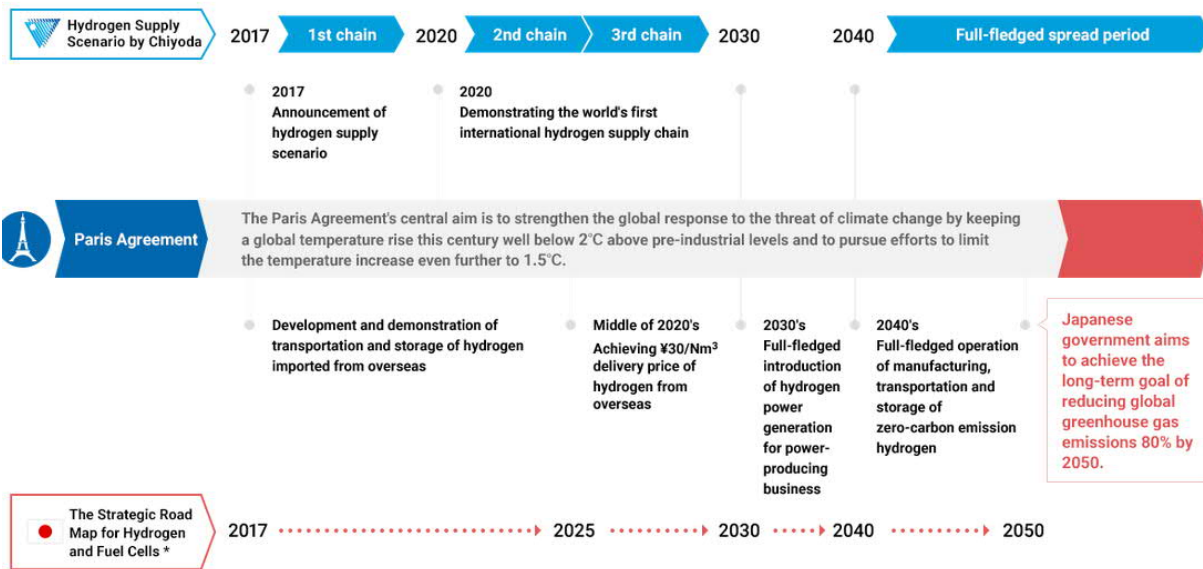 Hydrogen Supply
Scenario by Chiyoda
2017
1st chain
2020
2nd chain
3rd chain
2030
2040
Full-fledged spread period
2017
Announcement of
hydrogen supply
scenario
2020
Demonstrating the world's first
international hydrogen supply chain
Paris Agreement
The Paris Agreement's central aim is to strengthen the global response to the threat of climate change by keeping
a global temperature rise this century well below 2°C above pre-industrial levels and to pursue efforts to limit
the temperature increase even further to 1.5°C.
Development and demonstration of
transportation and storage of hydrogen
imported from overseas
Middle of 2020's
Achieving ¥30/Nm³
delivery price of
hydrogen from
overseas
2030's
Full-fledged
introduction
of hydrogen
power
generation
for power-
producing
business
2040's
Full-fledged operation
of manufacturing,
transportation and
storage of
zero-carbon emission
hydrogen
Japanese
government aims
to achieve the
long-term goal of
reducing global
greenhouse gas
emissions 80% by
2050.
The Strategic Road
Map for Hydrogen
and Fuel Cells *
2017
2025
2030
2040
2050